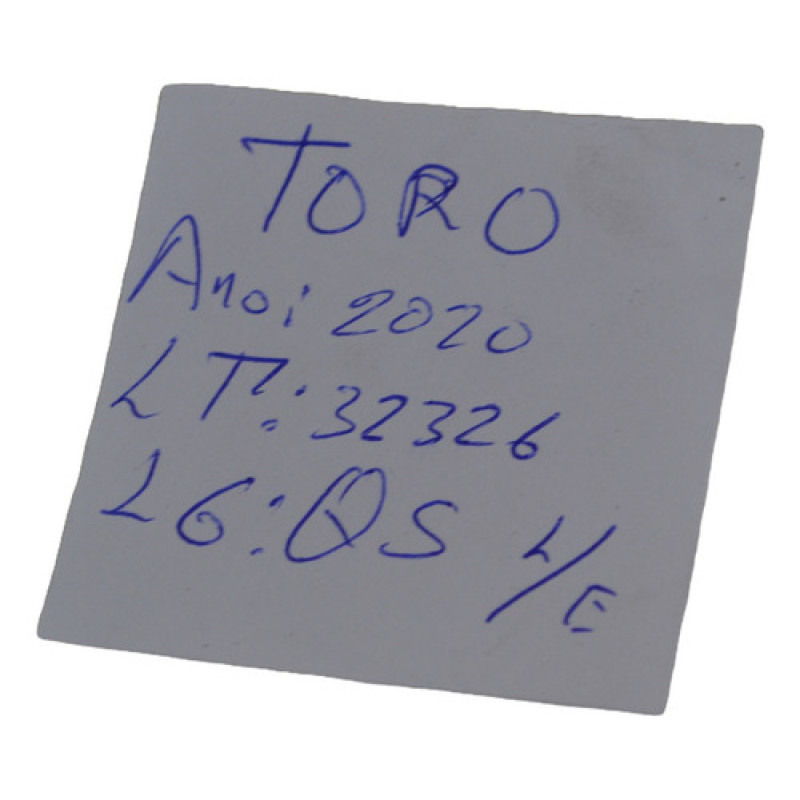 TORO
Ano: 2020
LT.: 32326
LG: QS L/E